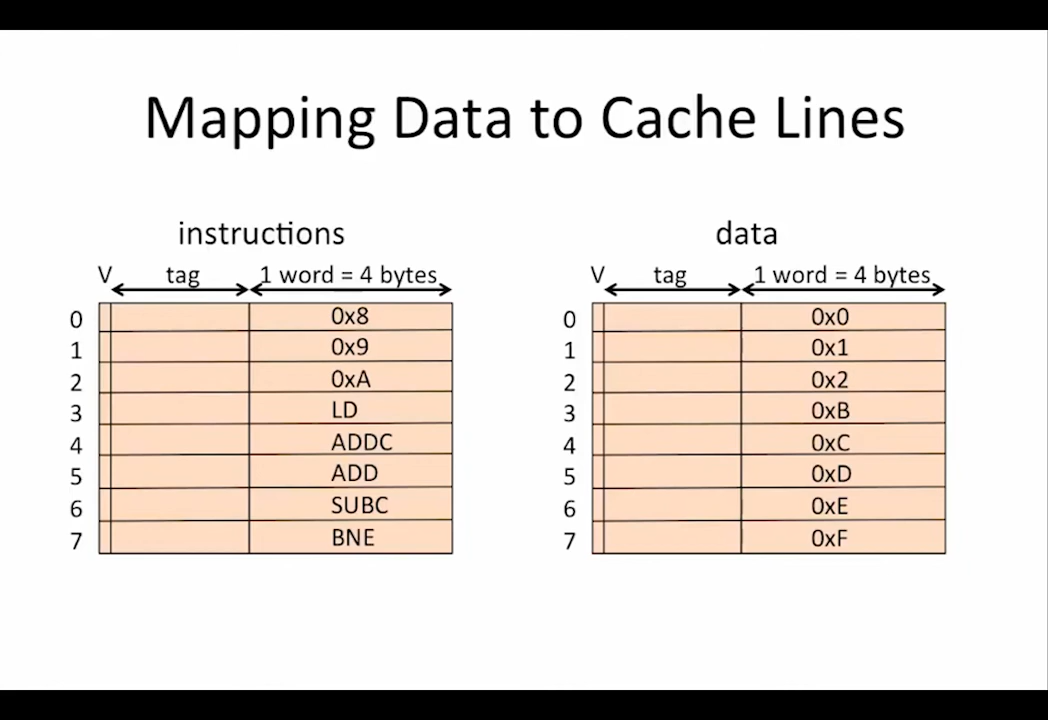 Mapping Data to Cache Lines
instructions
V tag 1 word = 4 bytes
0 0x8
1 0x9
2 0xA
3 LD
4 ADDC
5 ADD
6 SUBC
7 BNE
data
V tag 1 word = 4 bytes
0 0x0
1 0x1
2 0x2
3 0xB
4 0xC
5 0xD
6 0xE
7 0xF